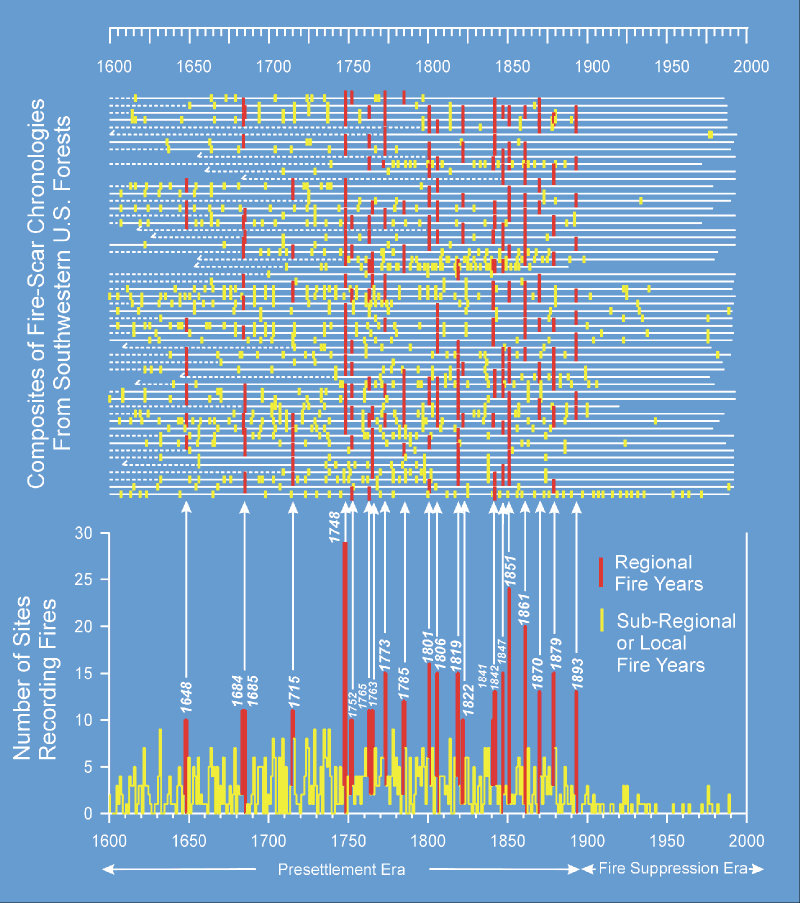 1600 1650 1700 1750 1800 1850 1900 1950 2000
Composites of Fire-Scar Chronologies
From Southwestern U.S. Forests
Number of Sites
Recording Fires
30
25
20
15
10
5
0
1648
1684
1685
1715
1748
1752
1765
1763
1773
1785
1801
1806
1819
1822
1841
1842
1847
1851
1861
1870
1879
1893
Regional
Fire Years
Sub-Regional
or Local
Fire Years
1600 1650 1700 1750 1800 1850 1900 1950 2000
Presettlement Era
Fire Suppression Era